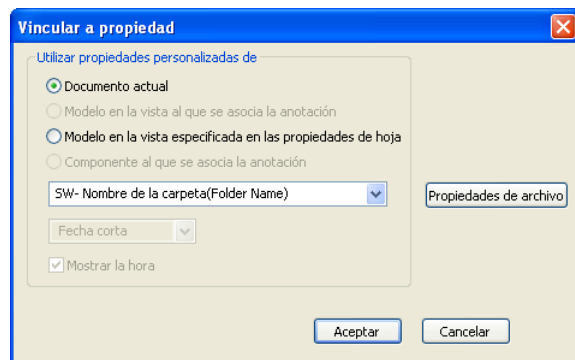 Vincular a propiedad
Utilizar propiedades personalizadas de
Documento actual
Modelo en la vista al que se asocia la anotación
Modelo en la vista especificada en las propiedades de hoja
Componente al que se asocia la anotación
SW- Nombre de la carpeta(Folder Name)
Propiedades de archivo
Fecha corta
Mostrar la hora
Aceptar
Cancelar